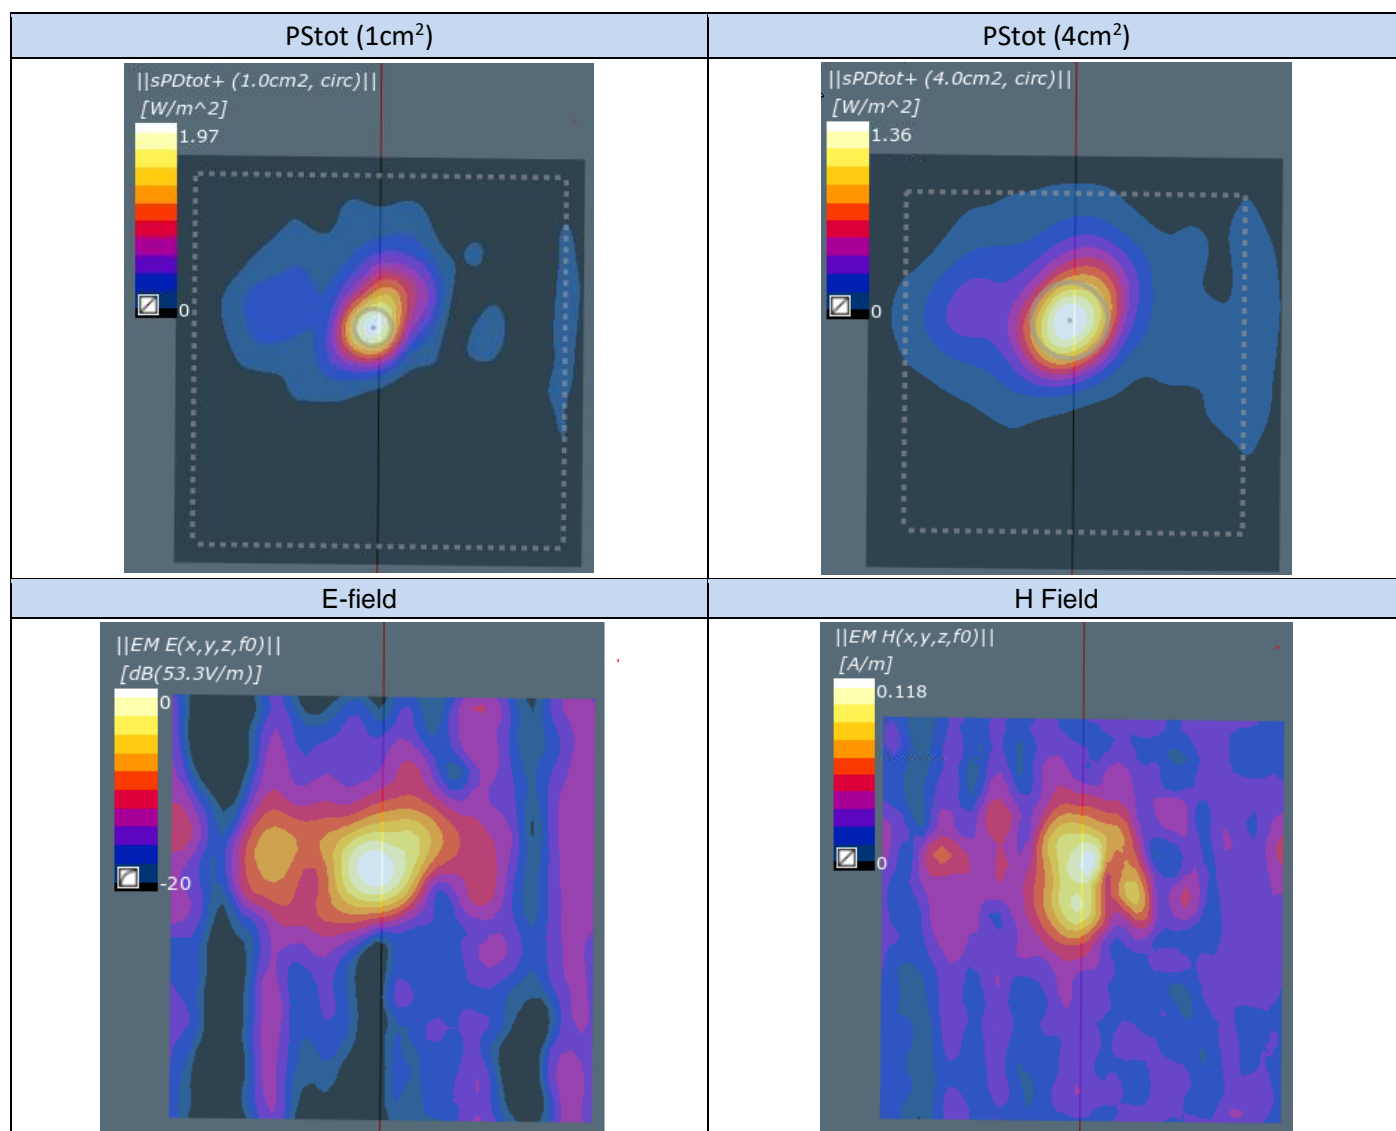 PStot (1cm²)
PStot (4cm²)
||sPDtot+ (1.0cm2, circ)||
[W/m^2]
1.97
0
||sPDtot+ (4.0cm2, circ)||
[W/m^2]
1.36
0
E-field
H Field
||EM E(x,y,z,f0)||
[dB(53.3V/m)]
0
-20
||EM H(x,y,z,f0)||
[A/m]
0.118
0